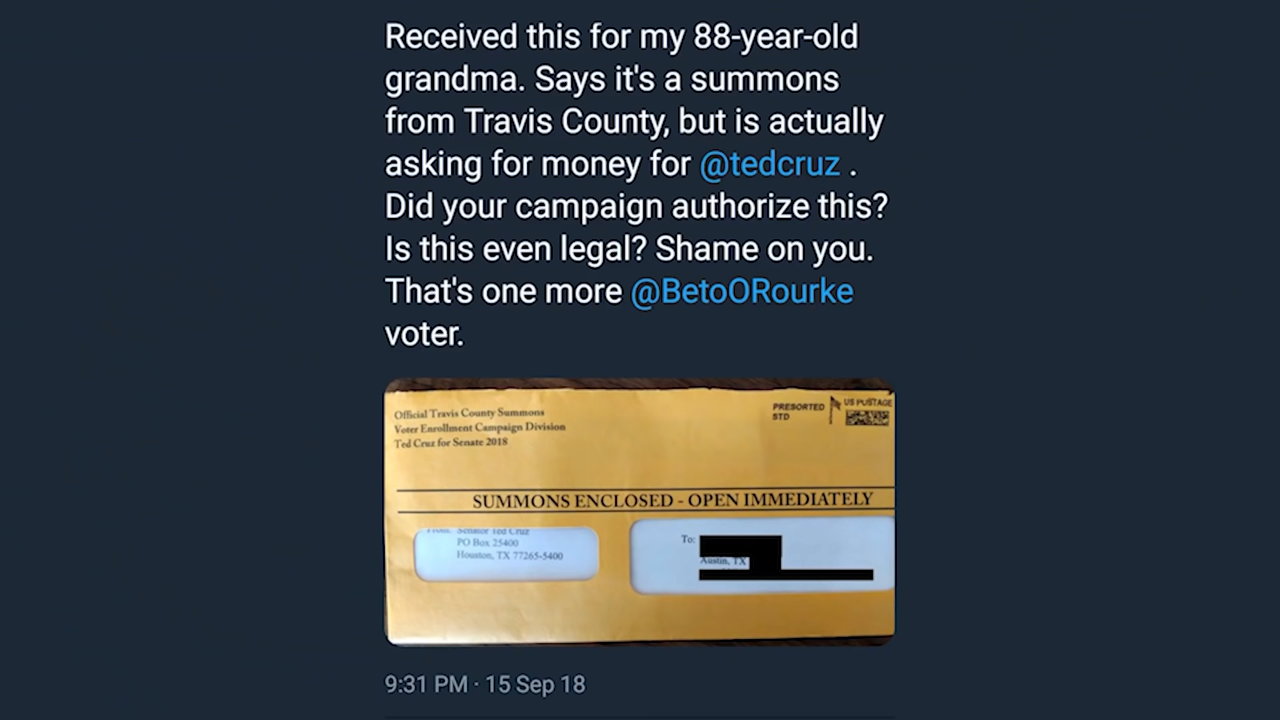 Received this for my 88-year-old
grandma. Says it's a summons
from Travis County, but is actually
asking for money for @tedcruz .
Did your campaign authorize this?
Is this even legal? Shame on you.
That's one more @BetoORourke
voter.
Official Travis County Summons
Voter Enrollment Campaign Division
Ted Cruz for Senate 2018
PRESORTED
STD
US POSTAGE
SUMMONS ENCLOSED - OPEN IMMEDIATELY
From: Senator Ted Cruz
PO Box 25400
Houston, TX 77265-5400
To:
Austin, TX
9:31 PM · 15 Sep 18